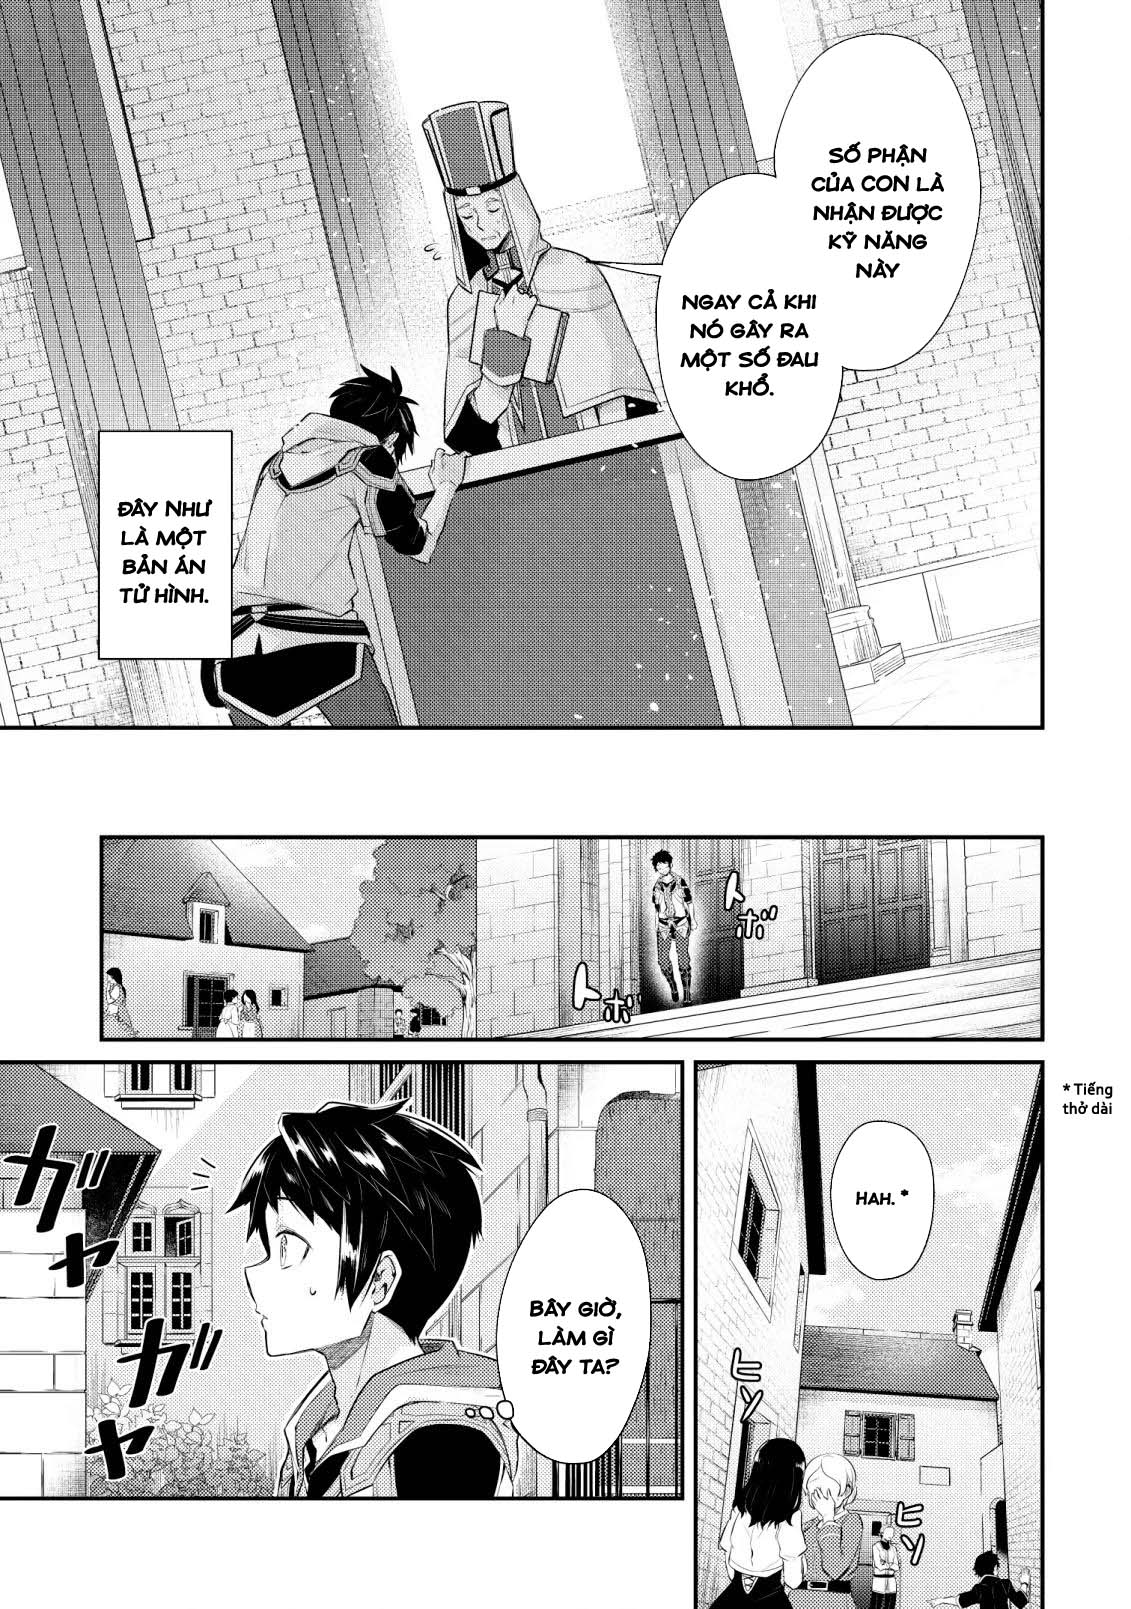 SỐ PHẬN
CỦA CON LÀ
NHẬN ĐƯỢC
KỸ NĂNG
NÀY
NGAY CẢ KHI
NÓ GÂY RA
MỘT SỐ ĐAU
KHỔ.
ĐÂY NHƯ
LÀ MỘT
BẢN ÁN
TỬ HÌNH.
トボ
トボ
* Tiếng
thở dài
HAH. *
ヒソ
ヒソ
BÂY GIỜ,
LÀM GÌ
ĐÂY TA?
ガヤ
ガヤ